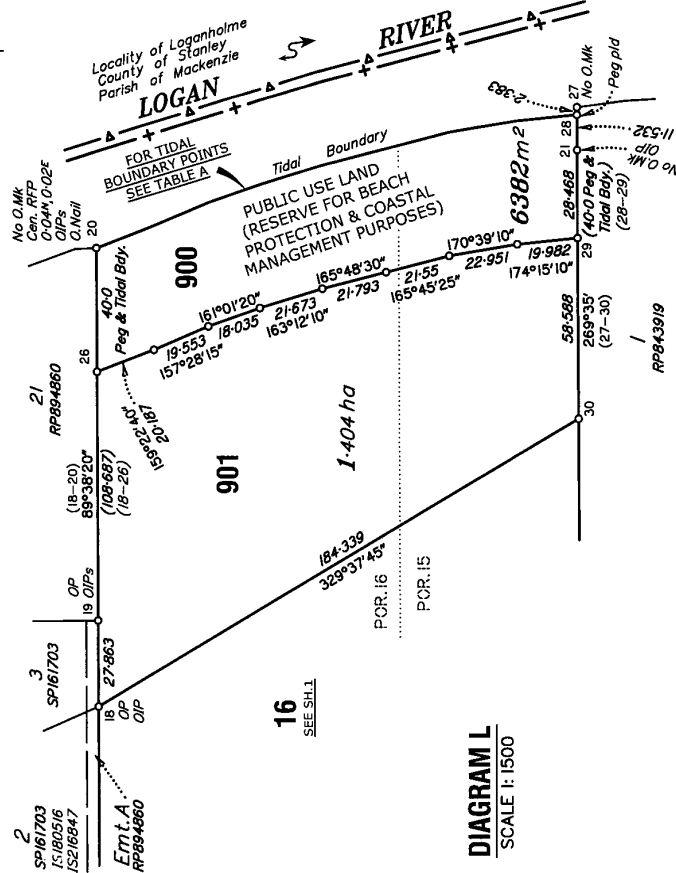 Locality of Loganholme
County of Stanley
Parish of Mackenzie
LOGAN RIVER
FOR TIDAL
BOUNDARY POINTS
SEE TABLE A
Tidal Boundary
PUBLIC USE LAND
(RESERVE FOR BEACH
PROTECTION & COASTAL
MANAGEMENT PURPOSES)
6382m²
900
No O.Mk
Cen. RFP
0·04N,0·02E
OIPs
O.Nail
20
40·0
Peg & Tidal Bdy.
26
21
RP894860
(18-20)
89°38'20"
(108·687)
(18-26)
OP
19 OIPs
27·863
3
SP161703
18
OP
OIP
2
SP161703
IS180516
IS216847
Emt.A
RP894860
159°22'40"
20·187
19·553
157°28'15"
161°01'20"
18·035
21·673
163°12'10"
165°48'30"
21·793
21·55
165°45'25"
170°39'10"
22·951
19·982
174°15'10"
901
1·404 ha
184·339
329°37'45"
POR.16
POR.15
16
SEE SH.1
2·383
27
No O.Mk
Peg pld
28
11·532
21
OIP
No O.Mk
28·468
(40·0 Peg &
Tidal Bdy.)
(28-29)
29
58·588
269°35'
(27-30)
1
RP843919
30
DIAGRAM L
SCALE 1: 1500